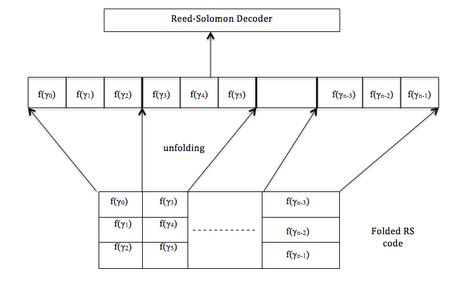 Reed-Solomon Decoder
f(γ0) f(γ1) f(γ2) f(γ3) f(γ4) f(γ5) f(γn-3) f(γn-2) f(γn-1)
unfolding
f(γ0) f(γ3) f(γn-3)
f(γ1) f(γ4) f(γn-2)
f(γ2) f(γ5) f(γn-1)
Folded RS
code